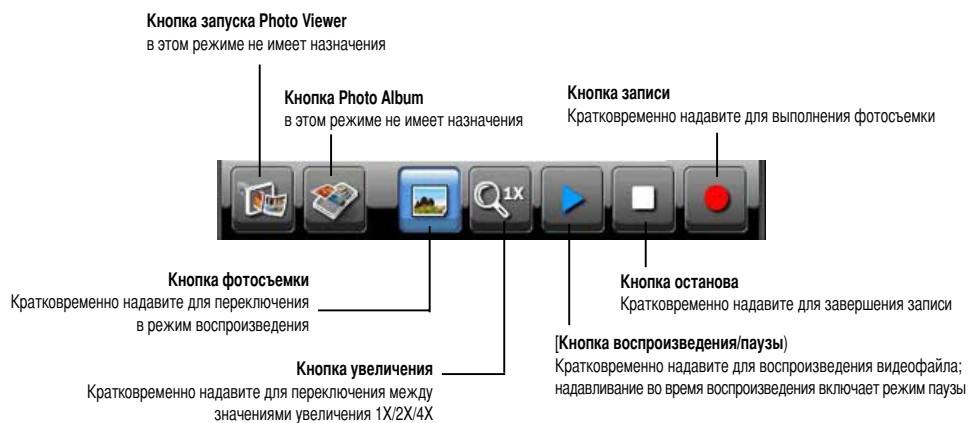 Кнопка запуска Photo Viewer
в этом режиме не имеет назначения
Кнопка Photo Album
в этом режиме не имеет назначения
Кнопка записи
Кратковременно надавите для выполнения фотосъемки
1X
Кнопка фотосъемки
Кратковременно надавите для переключения
в режим воспроизведения
Кнопка увеличения
Кратковременно надавите для переключения между
значениями увеличения 1X/2X/4X
Кнопка останова
Кратковременно надавите для завершения записи
[Кнопка воспроизведения/паузы)
Кратковременно надавите для воспроизведения видеофайла;
надавливание во время воспроизведения включает режим паузы